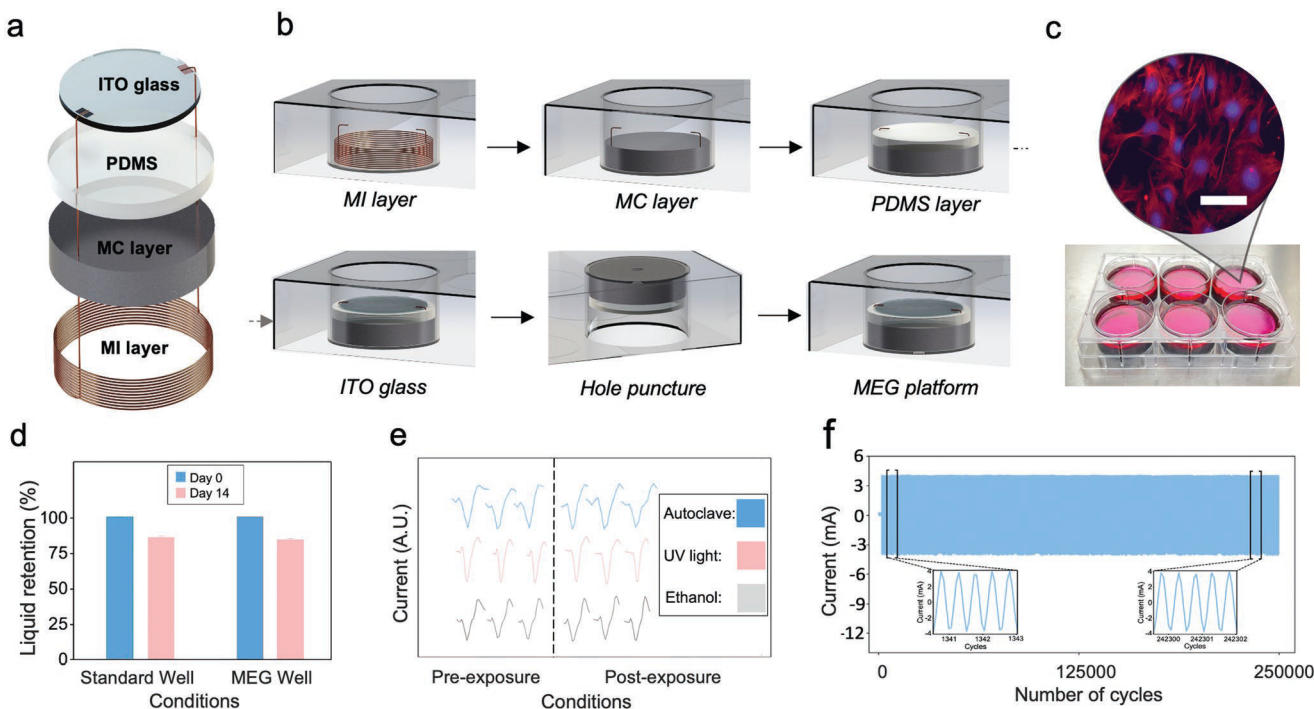 a
ITO glass
PDMS
MC layer
MI layer
b
MI layer
MC layer
PDMS layer
ITO glass
Hole puncture
MEG platform
c
d
Liquid retention (%)
100
75
50
25
0
Day 0
Day 14
Standard Well
MEG Well
Conditions
e
Current (A.U.)
Autoclave:
UV light:
Ethanol:
Pre-exposure
Post-exposure
Conditions
f
Current (mA)
6
3
0
-3
-6
-9
-12
Current (mA)
4
2
0
-2
-4
1341
1342
1343
Cycles
Current (mA)
4
2
0
-2
-4
242300
242301
242302
Cycles
0
125000
250000
Number of cycles